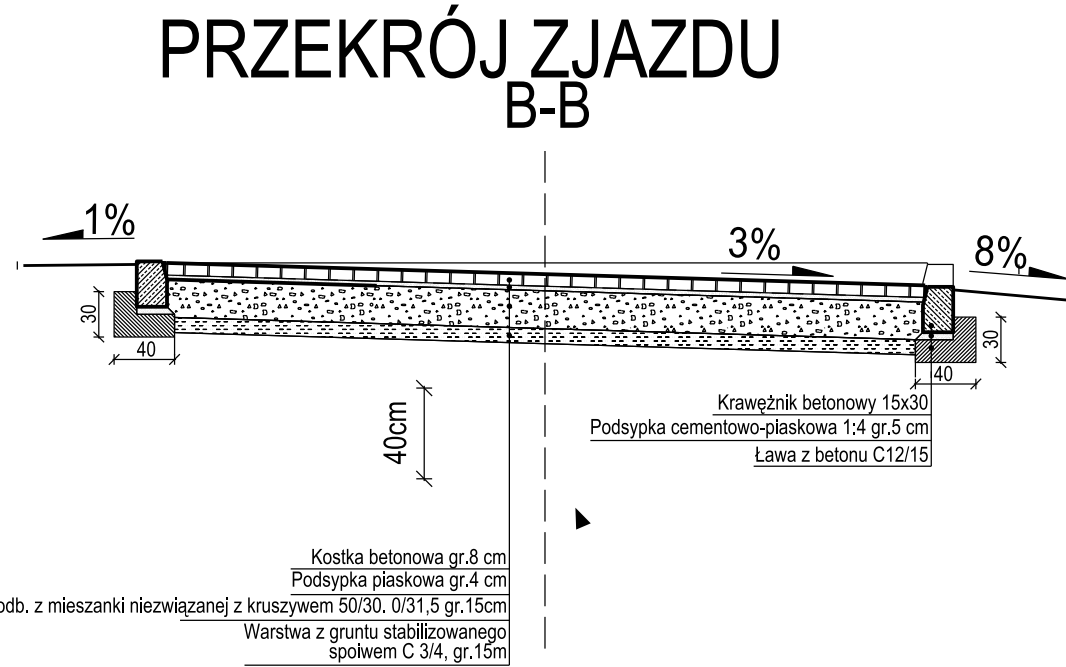 PRZEKRÓJ ZJAZDU
B-B
1%
3%
8%
30
40
30
40
40cm
Krawężnik betonowy 15x30
Podsypka cementowo-piaskowa 1:4 gr.5 cm
Ława z betonu C12/15
Kostka betonowa gr.8 cm
Podsypka piaskowa gr.4 cm
odb. z mieszanki niezwiązanej z kruszywem 50/30. 0/31,5 gr.15cm
Warstwa z gruntu stabilizowanego
spoiwem C 3/4, gr.15m